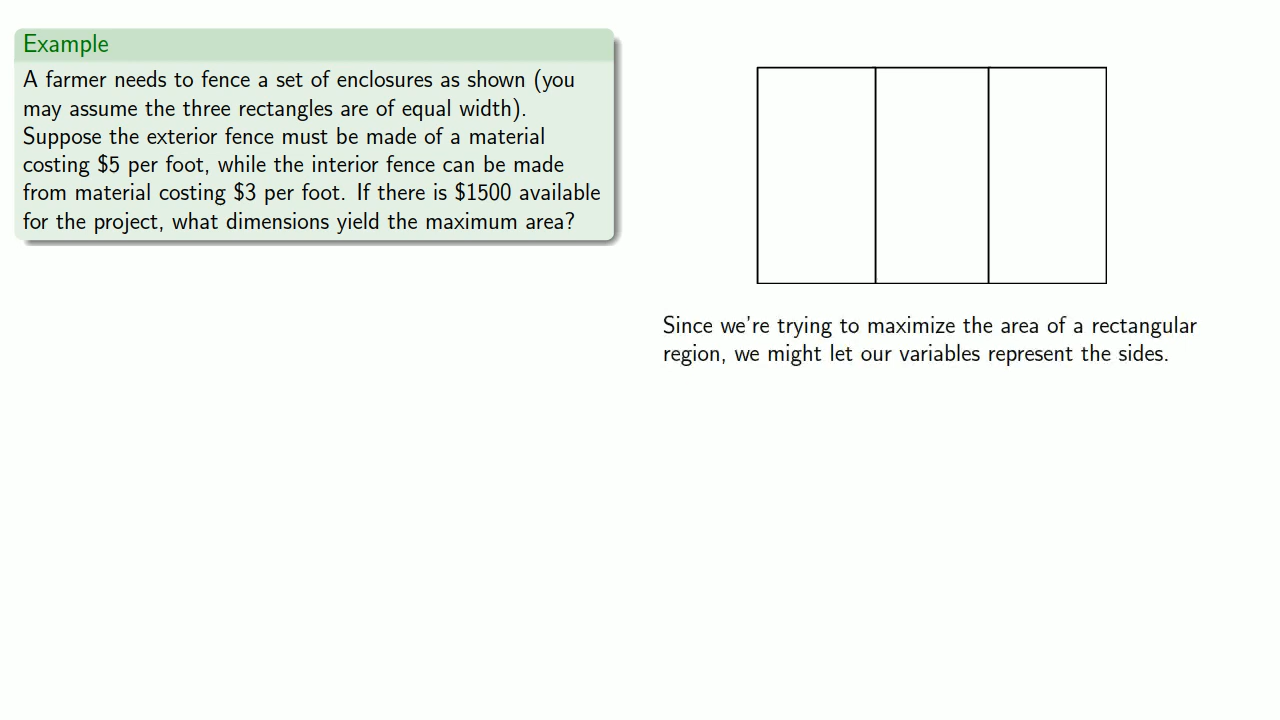 Example
A farmer needs to fence a set of enclosures as shown (you
may assume the three rectangles are of equal width).
Suppose the exterior fence must be made of a material
costing $5 per foot, while the interior fence can be made
from material costing $3 per foot. If there is $1500 available
for the project, what dimensions yield the maximum area?
Since we're trying to maximize the area of a rectangular
region, we might let our variables represent the sides.